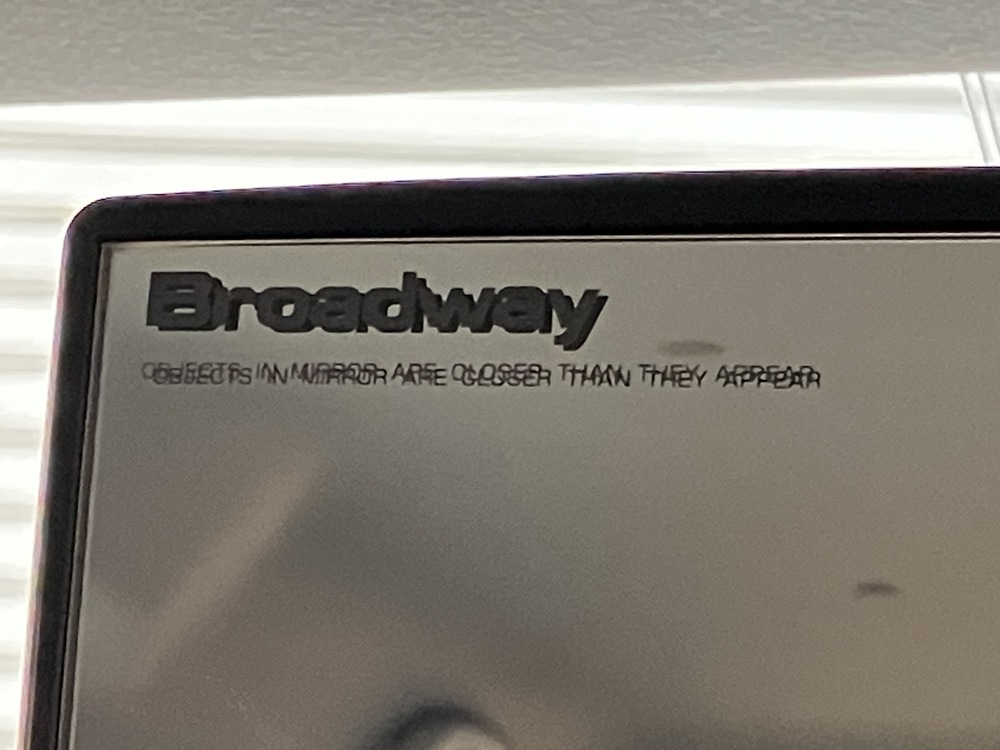 Broadway
OBJECTS IN MIRROR ARE CLOSER THAN THEY APPEAR